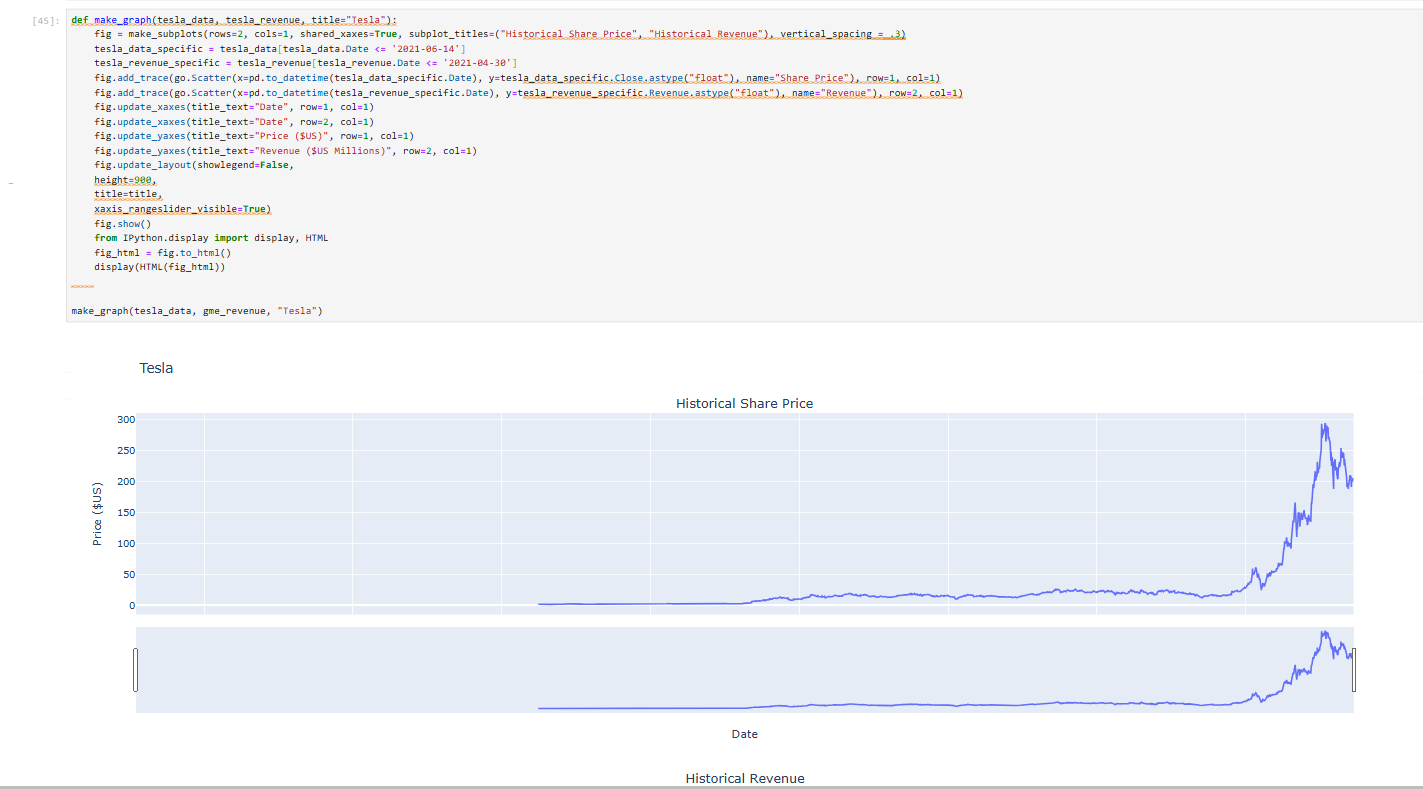 [45]: def make_graph(tesla_data, tesla_revenue, title="Tesla"):
fig = make_subplots(rows=2, cols=1, shared_xaxes=True, subplot_titles=("Historical Share Price", "Historical Revenue"), vertical_spacing = .3)
tesla_data_specific = tesla_data[tesla_data.Date <= '2021-06-14']
tesla_revenue_specific = tesla_revenue[tesla_revenue.Date <= '2021-04-30']
fig.add_trace(go.Scatter(x=pd.to_datetime(tesla_data_specific.Date), y=tesla_data_specific.Close.astype("float"), name="Share Price"), row=1, col=1)
fig.add_trace(go.Scatter(x=pd.to_datetime(tesla_revenue_specific.Date), y=tesla_revenue_specific.Revenue.astype("float"), name="Revenue"), row=2, col=1)
fig.update_xaxes(title_text="Date", row=1, col=1)
fig.update_xaxes(title_text="Date", row=2, col=1)
fig.update_yaxes(title_text="Price ($US)", row=1, col=1)
fig.update_yaxes(title_text="Revenue ($US Millions)", row=2, col=1)
fig.update_layout(showlegend=False,
height=900,
title=title,
xaxis_rangeslider_visible=True)
fig.show()
from IPython.display import display, HTML
fig_html = fig.to_html()
display(HTML(fig_html))
make_graph(tesla_data, gme_revenue, "Tesla")
Tesla
Historical Share Price
300
250
200
150
100
50
0
Price ($US)
Date
Historical Revenue